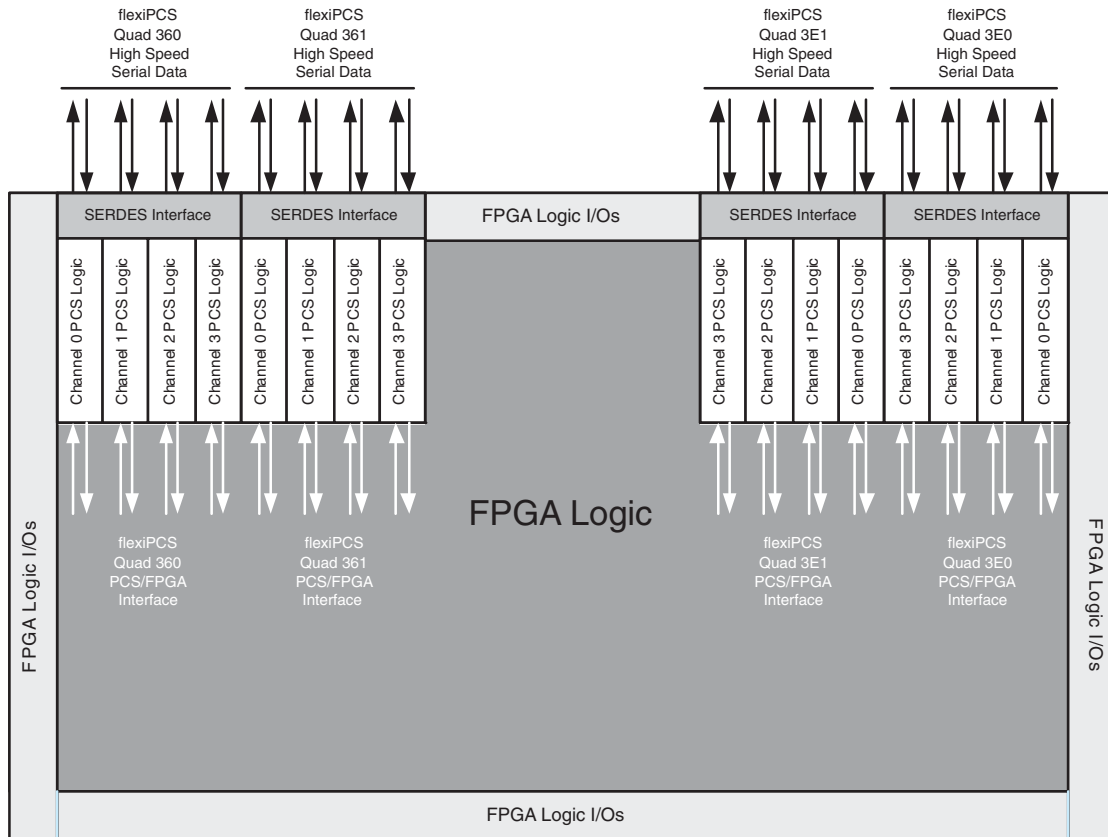 flexiPCS
Quad 360
High Speed
Serial Data
flexiPCS
Quad 361
High Speed
Serial Data
flexiPCS
Quad 3E1
High Speed
Serial Data
flexiPCS
Quad 3E0
High Speed
Serial Data
SERDES Interface
SERDES Interface
FPGA Logic I/Os
SERDES Interface
SERDES Interface
Channel 0 PCS Logic
Channel 1 PCS Logic
Channel 2 PCS Logic
Channel 3 PCS Logic
Channel 0 PCS Logic
Channel 1 PCS Logic
Channel 2 PCS Logic
Channel 3 PCS Logic
Channel 3 PCS Logic
Channel 2 PCS Logic
Channel 1 PCS Logic
Channel 0 PCS Logic
Channel 3 PCS Logic
Channel 2 PCS Logic
Channel 1 PCS Logic
Channel 0 PCS Logic
FPGA Logic
flexiPCS
Quad 360
PCS/FPGA
Interface
flexiPCS
Quad 361
PCS/FPGA
Interface
flexiPCS
Quad 3E1
PCS/FPGA
Interface
flexiPCS
Quad 3E0
PCS/FPGA
Interface
FPGA Logic I/Os
FPGA Logic I/Os
FPGA Logic I/Os